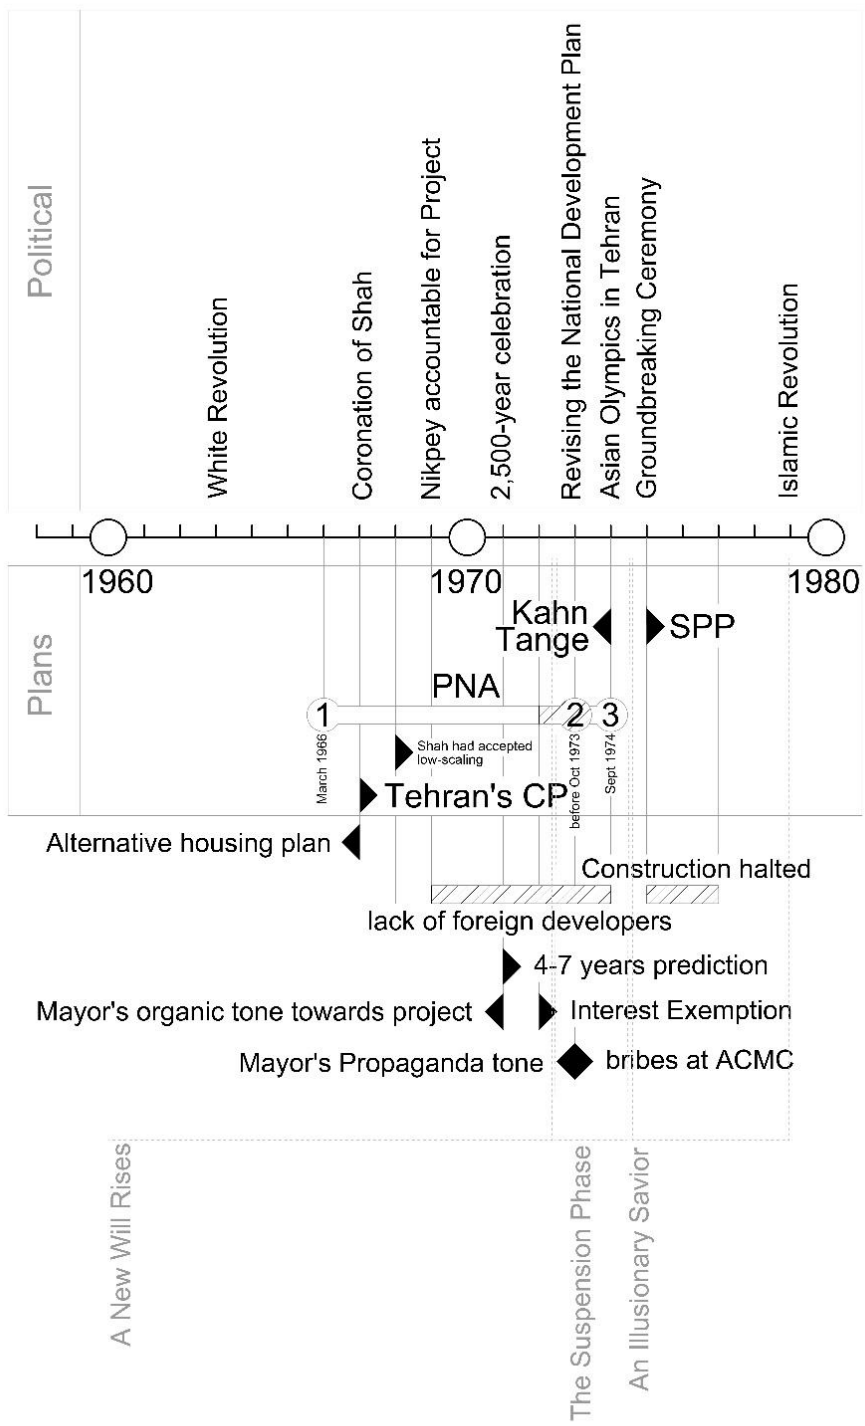 Political
White Revolution
Coronation of Shah
Nikpey accountable for Project
2,500-year celebration
Revising the National Development Plan
Asian Olympics in Tehran
Groundbreaking Ceremony
Islamic Revolution
1960
1970
1980
Plans
Kahn
Tange
SPP
PNA
1
2
3
March 1966
before Oct 1973
Sept 1974
Shah had accepted
low-scaling
Tehran's CP
Alternative housing plan
Construction halted
lack of foreign developers
4-7 years prediction
Mayor's organic tone towards project
Interest Exemption
Mayor's Propaganda tone
bribes at ACMC
A New Will Rises
The Suspension Phase
An Illusionary Savior